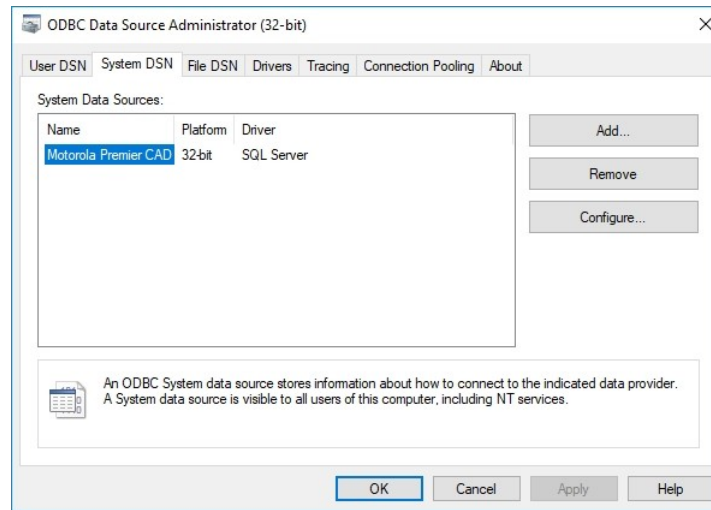 ODBC Data Source Administrator (32-bit)
User DSN System DSN File DSN Drivers Tracing Connection Pooling About
System Data Sources:
Name Platform Driver
Motorola Premier CAD 32-bit SQL Server
Add...
Remove
Configure...
An ODBC System data source stores information about how to connect to the indicated data provider.
A System data source is visible to all users of this computer, including NT services.
OK Cancel Apply Help